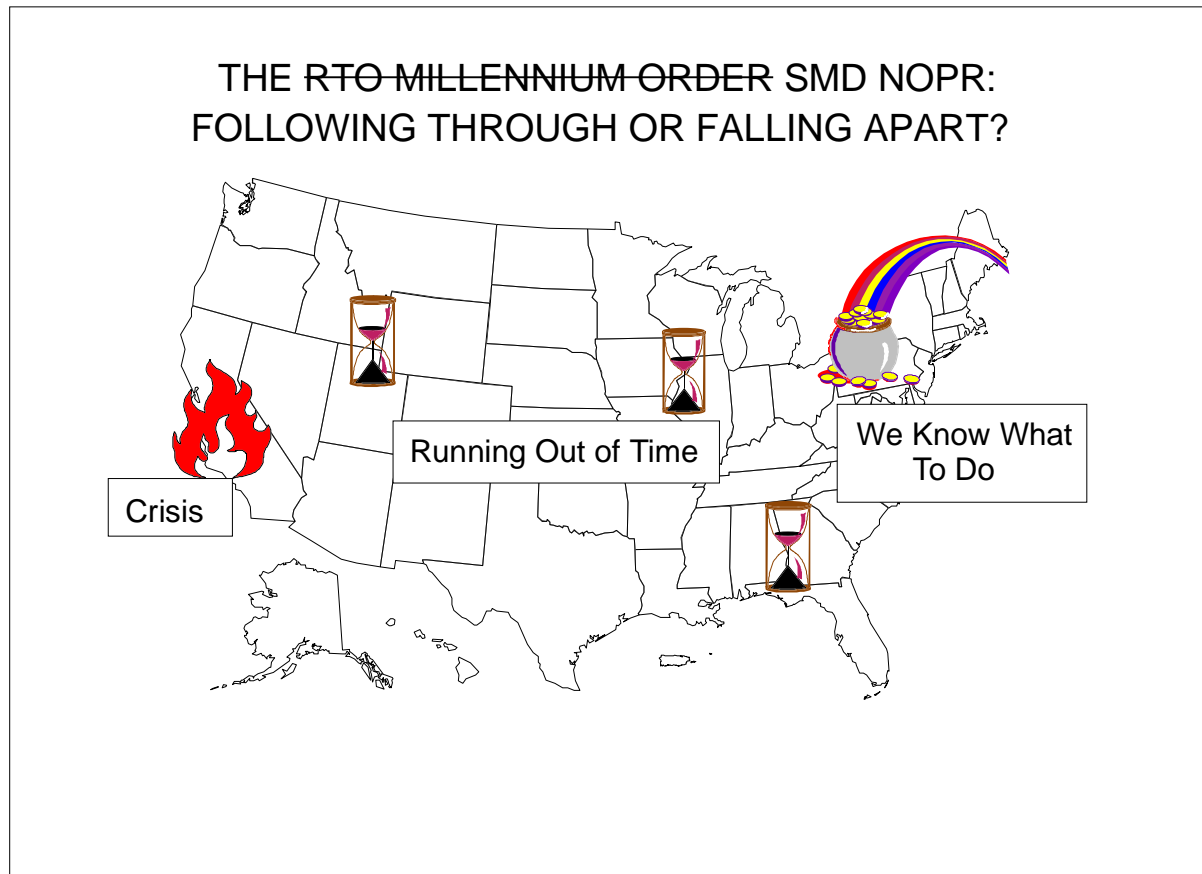 THE RTO MILLENNIUM ORDER SMD NOPR:
FOLLOWING THROUGH OR FALLING APART?
Crisis
Running Out of Time
We Know What
To Do